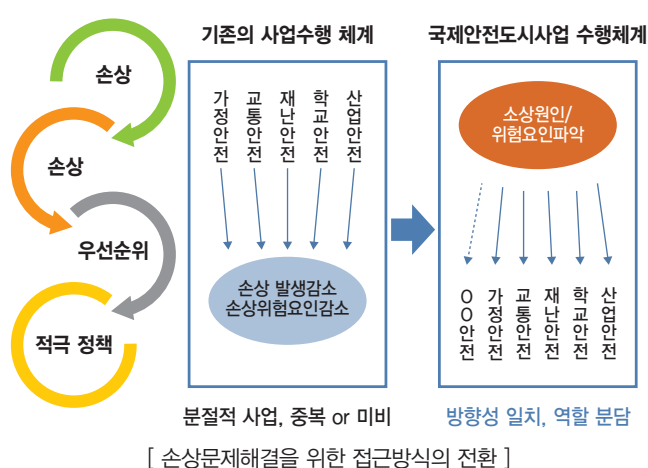 손상
손상
우선순위
적극 정책
기존의 사업수행 체계
가정안전
교통안전
재난안전
학교안전
산업안전
손상 발생감소
손상위험요인감소
분절적 사업, 중복 or 미비
국제안전도시사업 수행체계
소상원인/
위험요인파악
OO안전
가정안전
교통안전
재난안전
학교안전
산업안전
방향성 일치, 역할 분담
[ 손상문제해결을 위한 접근방식의 전환 ]